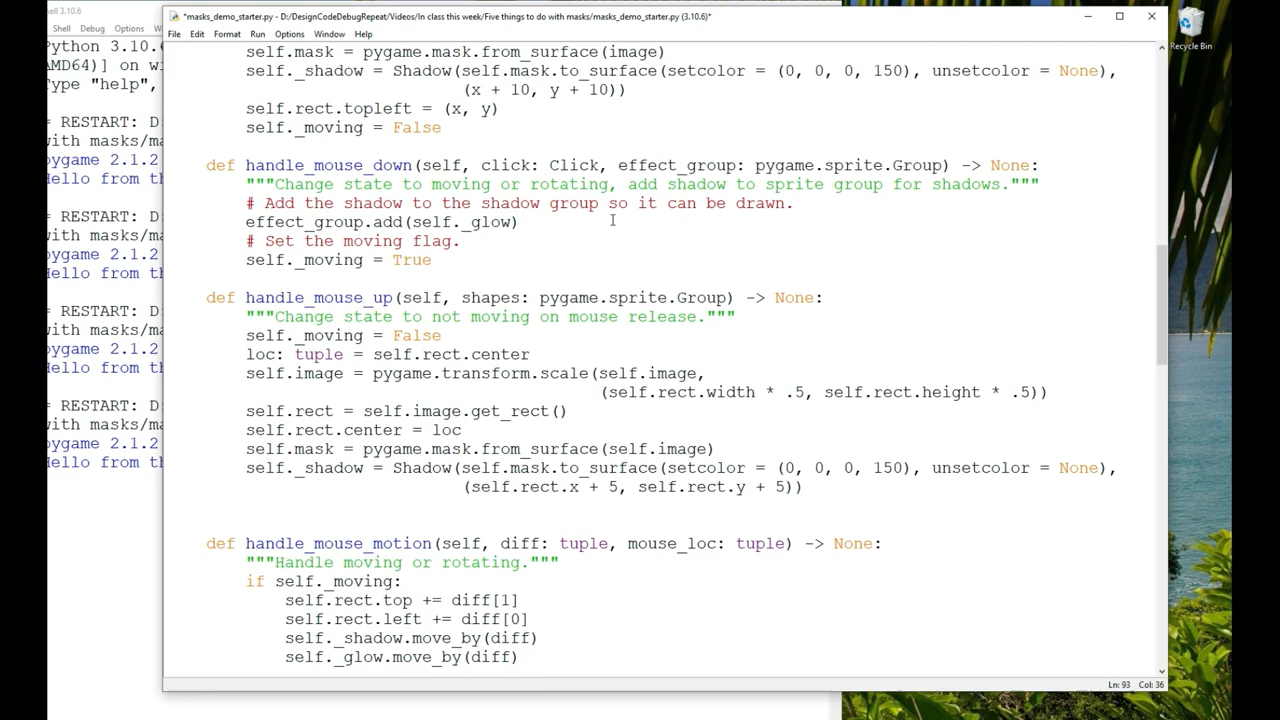 ell 3.10.6
*masks_demo_starter.py - D:/DesignCodeDebugRepeat/Videos/In class this week/Five things to do with masks/masks_demo_starter.py (3.10.6)*
Shell Debug Options
File Edit Format Run Options Window Help
Recycle Bin
Python 3.10.6
AMD64)] on wi
Type "help",
= RESTART: D:
with masks/ma
pygame 2.1.2
Hello from th
= RESTART: D:
with masks/ma
pygame 2.1.2
Hello from th
= RESTART: D:
with masks/ma
pygame 2.1.2
Hello from th
= RESTART: D:
with masks/ma
pygame 2.1.2
Hello from th
self.mask = pygame.mask.from_surface(image)
self._shadow = Shadow(self.mask.to_surface(setcolor = (0, 0, 0, 150), unsetcolor = None),
(x + 10, y + 10))
self.rect.topleft = (x, y)
self._moving = False
def handle_mouse_down(self, click: Click, effect_group: pygame.sprite.Group) -> None:
"""Change state to moving or rotating, add shadow to sprite group for shadows."""
# Add the shadow to the shadow group so it can be drawn.
effect_group.add(self._glow)
# Set the moving flag.
self._moving = True
def handle_mouse_up(self, shapes: pygame.sprite.Group) -> None:
"""Change state to not moving on mouse release."""
self._moving = False
loc: tuple = self.rect.center
self.image = pygame.transform.scale(self.image,
(self.rect.width * .5, self.rect.height * .5))
self.rect = self.image.get_rect()
self.rect.center = loc
self.mask = pygame.mask.from_surface(self.image)
self._shadow = Shadow(self.mask.to_surface(setcolor = (0, 0, 0, 150), unsetcolor = None),
(self.rect.x + 5, self.rect.y + 5))
def handle_mouse_motion(self, diff: tuple, mouse_loc: tuple) -> None:
"""Handle moving or rotating."""
if self._moving:
self.rect.top += diff[1]
self.rect.left += diff[0]
self._shadow.move_by(diff)
self._glow.move_by(diff)
Ln: 93 Col: 36